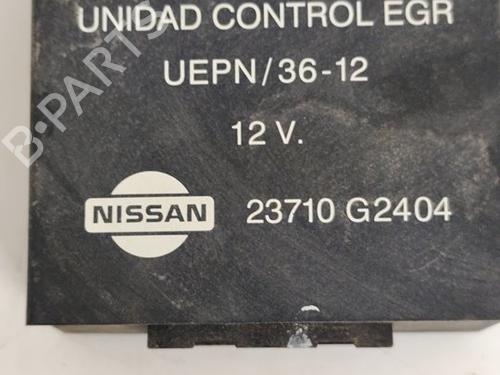 UNIDAD CONTROL EGR
UEPN/36-12
12 V.
NISSAN 23710 G2404
B-PARTS